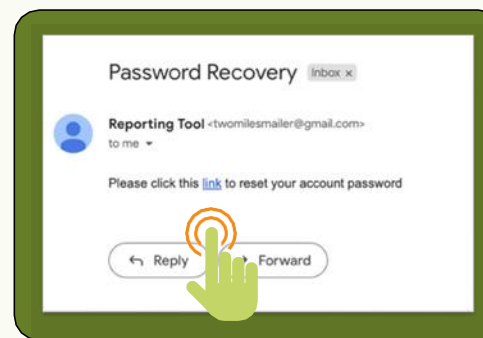 Password Recovery Inbox x
Reporting Tool <twomilesmailer@gmail.com>
to me
Please click this link to reset your account password
Reply Forward